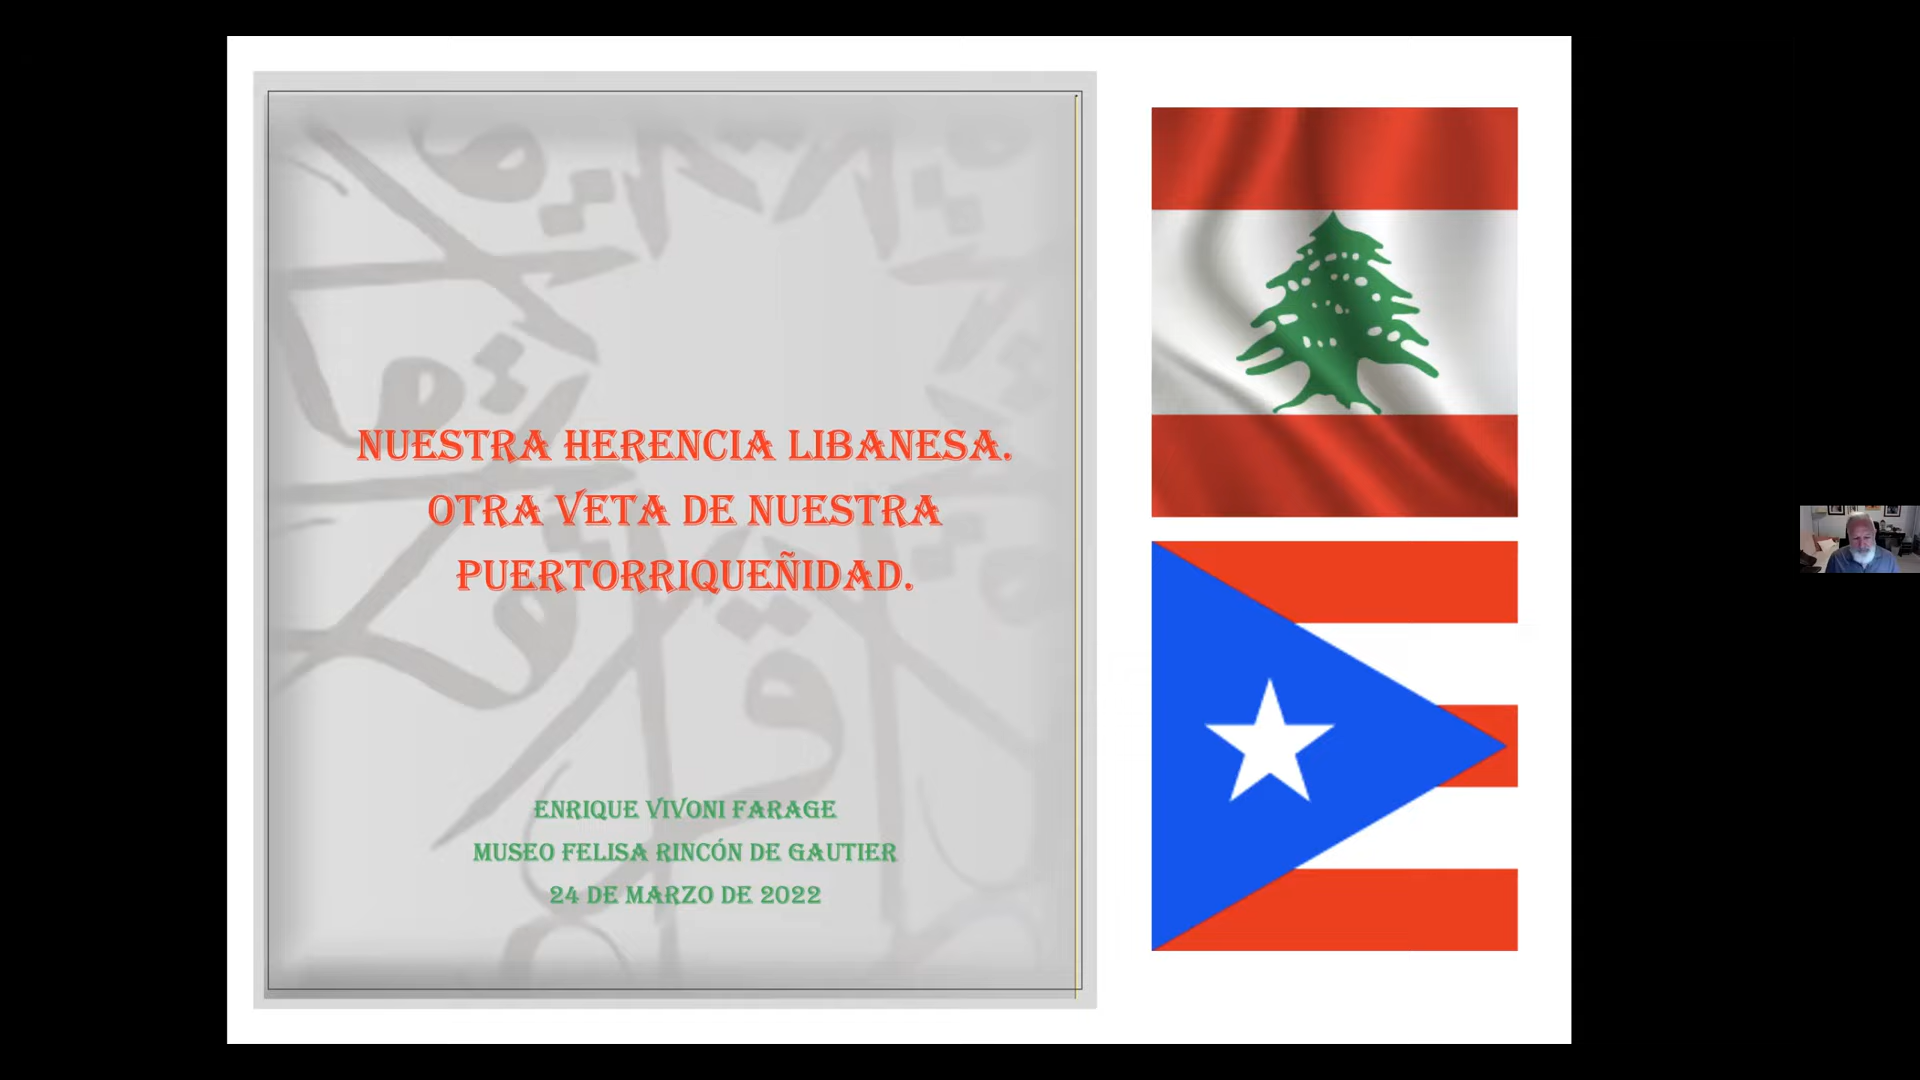 NUESTRA HERENCIA LIBANESA.
OTRA VETA DE NUESTRA
PUERTORRIQUEÑIDAD.
ENRIQUE VIVONI FARAGE
MUSEO FELISA RINCÓN DE GAUTIER
24 DE MARZO DE 2022